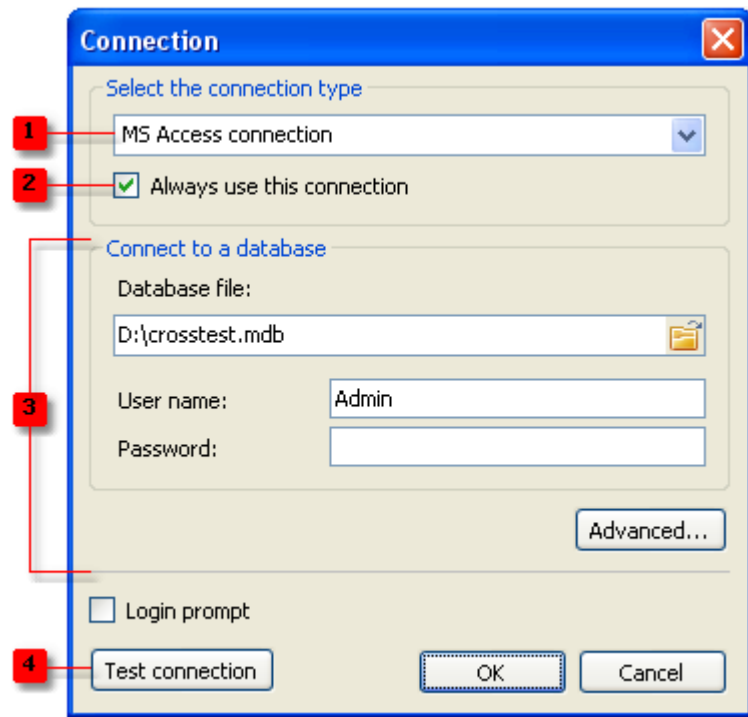 Connection
Select the connection type
1
MS Access connection
2
Always use this connection
Connect to a database
Database file:
D:\crosstest.mdb
3
User name:
Admin
Password:
Advanced...
Login prompt
4
Test connection
OK
Cancel